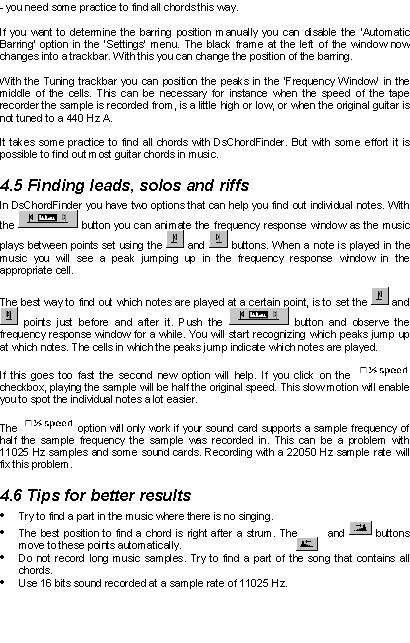 - you need some practice to find all chords this way.
If you want to determine the barring position manually you can disable the 'Automatic
Barring' option in the 'Settings' menu. The black frame at the left of the window now
changes into a trackbar. With this you can change the position of the barring.
With the Tuning trackbar you can position the peaks in the 'Frequency Window' in the
middle of the cells. This can be necessary for instance when the speed of the tape
recorder the sample is recorded from, is a little high or low, or when the original guitar is
not tuned to a 440 Hz A.
It takes some practice to find all chords with DsChordFinder. But with some effort it is
possible to find out most guitar chords in music.
4.5 Finding leads, solos and riffs
In DsChordFinder you have two options that can help you find out individual notes. With
the button you can animate the frequency response window as the music
plays between points set using the and buttons. When a note is played in the
music you will see a peak jumping up in the frequency response window in the
appropriate cell.
The best way to find out which notes are played at a certain point, is to set the and
points just before and after it. Push the button and observe the
frequency response window for a while. You will start recognizing which peaks jump up
at which notes. The cells in which the peaks jump indicate which notes are played.
If this goes too fast the second new option will help. If you click on the ½ speed
checkbox, playing the sample will be half the original speed. This slow motion will enable
you to spot the individual notes a lot easier.
The ½ speed option will only work if your sound card supports a sample frequency of
half the sample frequency the sample was recorded in. This can be a problem with
11025 Hz samples and some sound cards. Recording with a 22050 Hz sample rate will
fix this problem.
4.6 Tips for better results
• Try to find a part in the music where there is no singing.
• The best position to find a chord is right after a strum. The and buttons
move to these points automatically.
• Do not record long music samples. Try to find a part of the song that contains all
chords.
• Use 16 bits sound recorded at a sample rate of 11025 Hz.